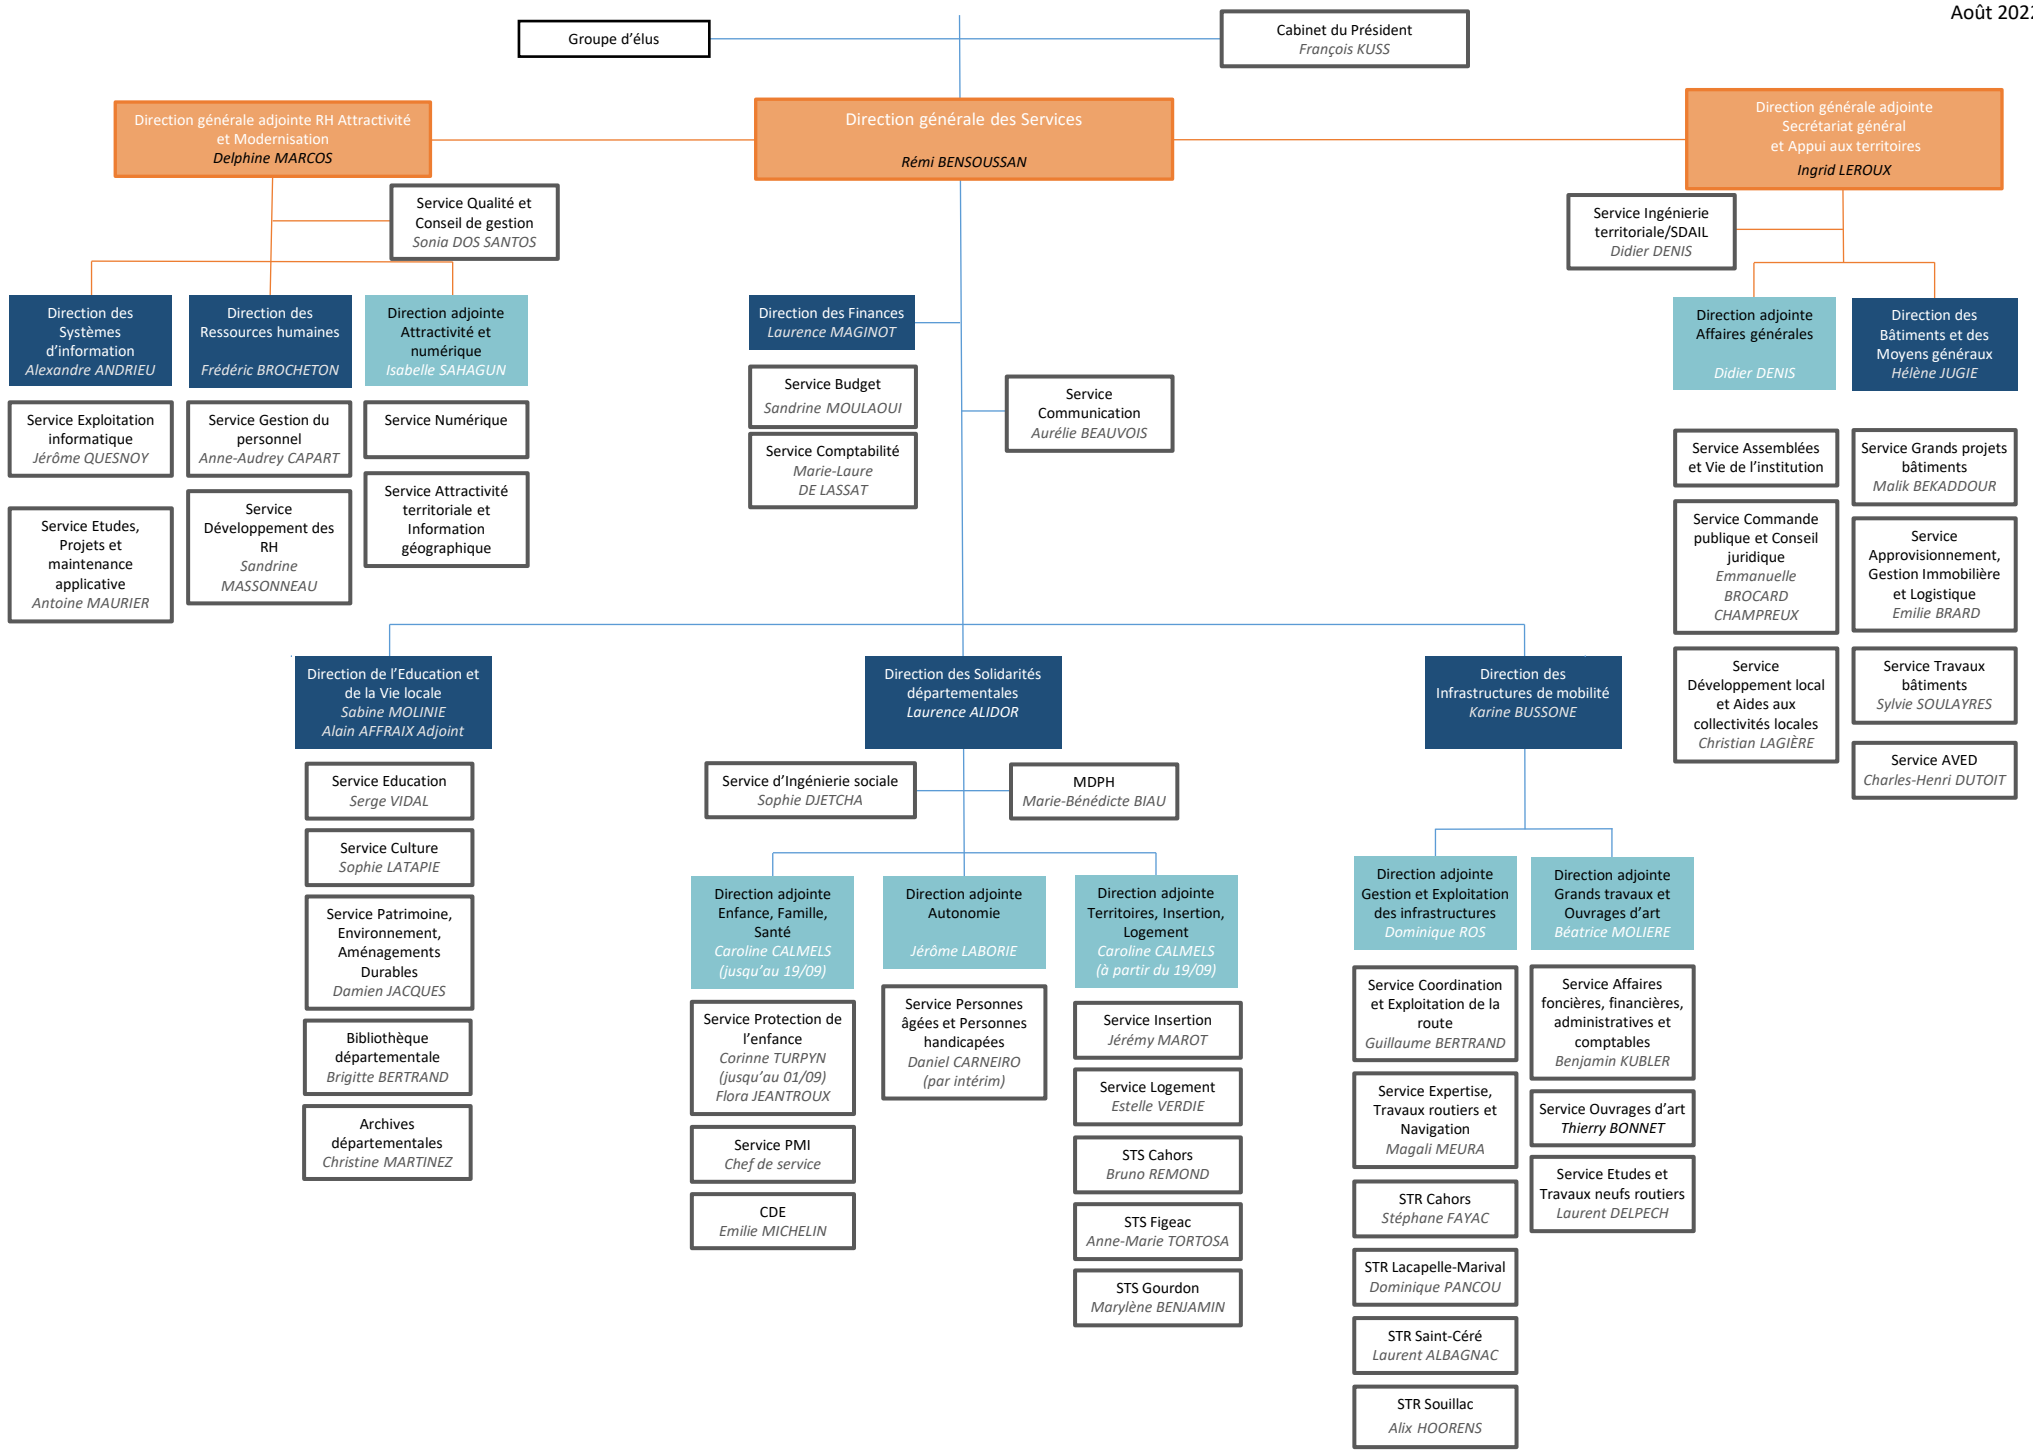 Août 2022
Groupe d'élus
Cabinet du Président
François KUSS
Direction générale adjointe RH Attractivité
et Modernisation
Delphine MARCOS
Direction générale des Services
Rémi BENSOUSSAN
Direction générale adjointe
Secrétariat général
et Appui aux territoires
Ingrid LEROUX
Service Qualité et
Conseil de gestion
Sonia DOS SANTOS
Service Ingénierie
territoriale/SDAIL
Didier DENIS
Direction des
Systèmes
d'information
Alexandre ANDRIEU
Direction des
Ressources humaines
Frédéric BROCHETON
Direction adjointe
Attractivité et
numérique
Isabelle SAHAGUN
Direction des Finances
Laurence MAGINOT
Direction adjointe
Affaires générales
Didier DENIS
Direction des
Bâtiments et des
Moyens généraux
Hélène JUGIE
Service Exploitation
informatique
Jérôme QUESNOY
Service Etudes,
Projets et
maintenance
applicative
Antoine MAURIER
Service Gestion du
personnel
Anne-Audrey CAPART
Service
Développement des
RH
Sandrine
MASSONNEAU
Service Numérique
Service Attractivité
territoriale et
Information
géographique
Service Budget
Sandrine MOULAOUI
Service Comptabilité
Marie-Laure
DE LASSAT
Service
Communication
Aurélie BEAUVOIS
Service Assemblées
et Vie de l'institution
Service Commande
publique et Conseil
juridique
Emmanuelle
BROCARD
CHAMPREUX
Service
Développement local
et Aides aux
collectivités locales
Christian LAGIÈRE
Service Grands projets
bâtiments
Malik BEKADDOUR
Service
Approvisionnement,
Gestion Immobilière
et Logistique
Emilie BRARD
Service Travaux
bâtiments
Sylvie SOULAYRES
Service AVED
Charles-Henri DUTOIT
Direction de l'Education et
de la Vie locale
Sabine MOLINIE
Alain AFFRAIX Adjoint
Direction des Solidarités
départementales
Laurence ALIDOR
Direction des
Infrastructures de mobilité
Karine BUSSONE
Service Education
Serge VIDAL
Service Culture
Sophie LATAPIE
Service Patrimoine,
Environnement,
Aménagements
Durables
Damien JACQUES
Bibliothèque
départementale
Brigitte BERTRAND
Archives
départementales
Christine MARTINEZ
Service d'Ingénierie sociale
Sophie DJETCHA
MDPH
Marie-Bénédicte BIAU
Direction adjointe
Enfance, Famille,
Santé
Caroline CALMELS
(jusqu'au 19/09)
Direction adjointe
Autonomie
Jérôme LABORIE
Direction adjointe
Territoires, Insertion,
Logement
Caroline CALMELS
(à partir du 19/09)
Service Protection de
l'enfance
Corinne TURPYN
(jusqu'au 01/09)
Flora JEANTROUX
Service PMI
Chef de service
CDE
Emilie MICHELIN
Service Personnes
âgées et Personnes
handicapées
Daniel CARNEIRO
(par intérim)
Service Insertion
Jérémy MAROT
Service Logement
Estelle VERDIE
STS Cahors
Bruno REMOND
STS Figeac
Anne-Marie TORTOSA
STS Gourdon
Marylène BENJAMIN
Direction adjointe
Gestion et Exploitation
des infrastructures
Dominique ROS
Direction adjointe
Grands travaux et
Ouvrages d'art
Béatrice MOLIERE
Service Coordination
et Exploitation de la
route
Guillaume BERTRAND
Service Expertise,
Travaux routiers et
Navigation
Magali MEURA
STR Cahors
Stéphane FAYAC
STR Lacapelle-Marival
Dominique PANCOU
STR Saint-Céré
Laurent ALBAGNAC
STR Souillac
Alix HOORENS
Service Affaires
foncières, financières,
administratives et
comptables
Benjamin KUBLER
Service Ouvrages d'art
Thierry BONNET
Service Etudes et
Travaux neufs routiers
Laurent DELPECH